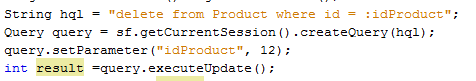 String hql = "delete from Product where id = :idProduct";
Query query = sf.getCurrentSession().createQuery(hql);
query.setParameter("idProduct", 12);
int result =query.executeUpdate();